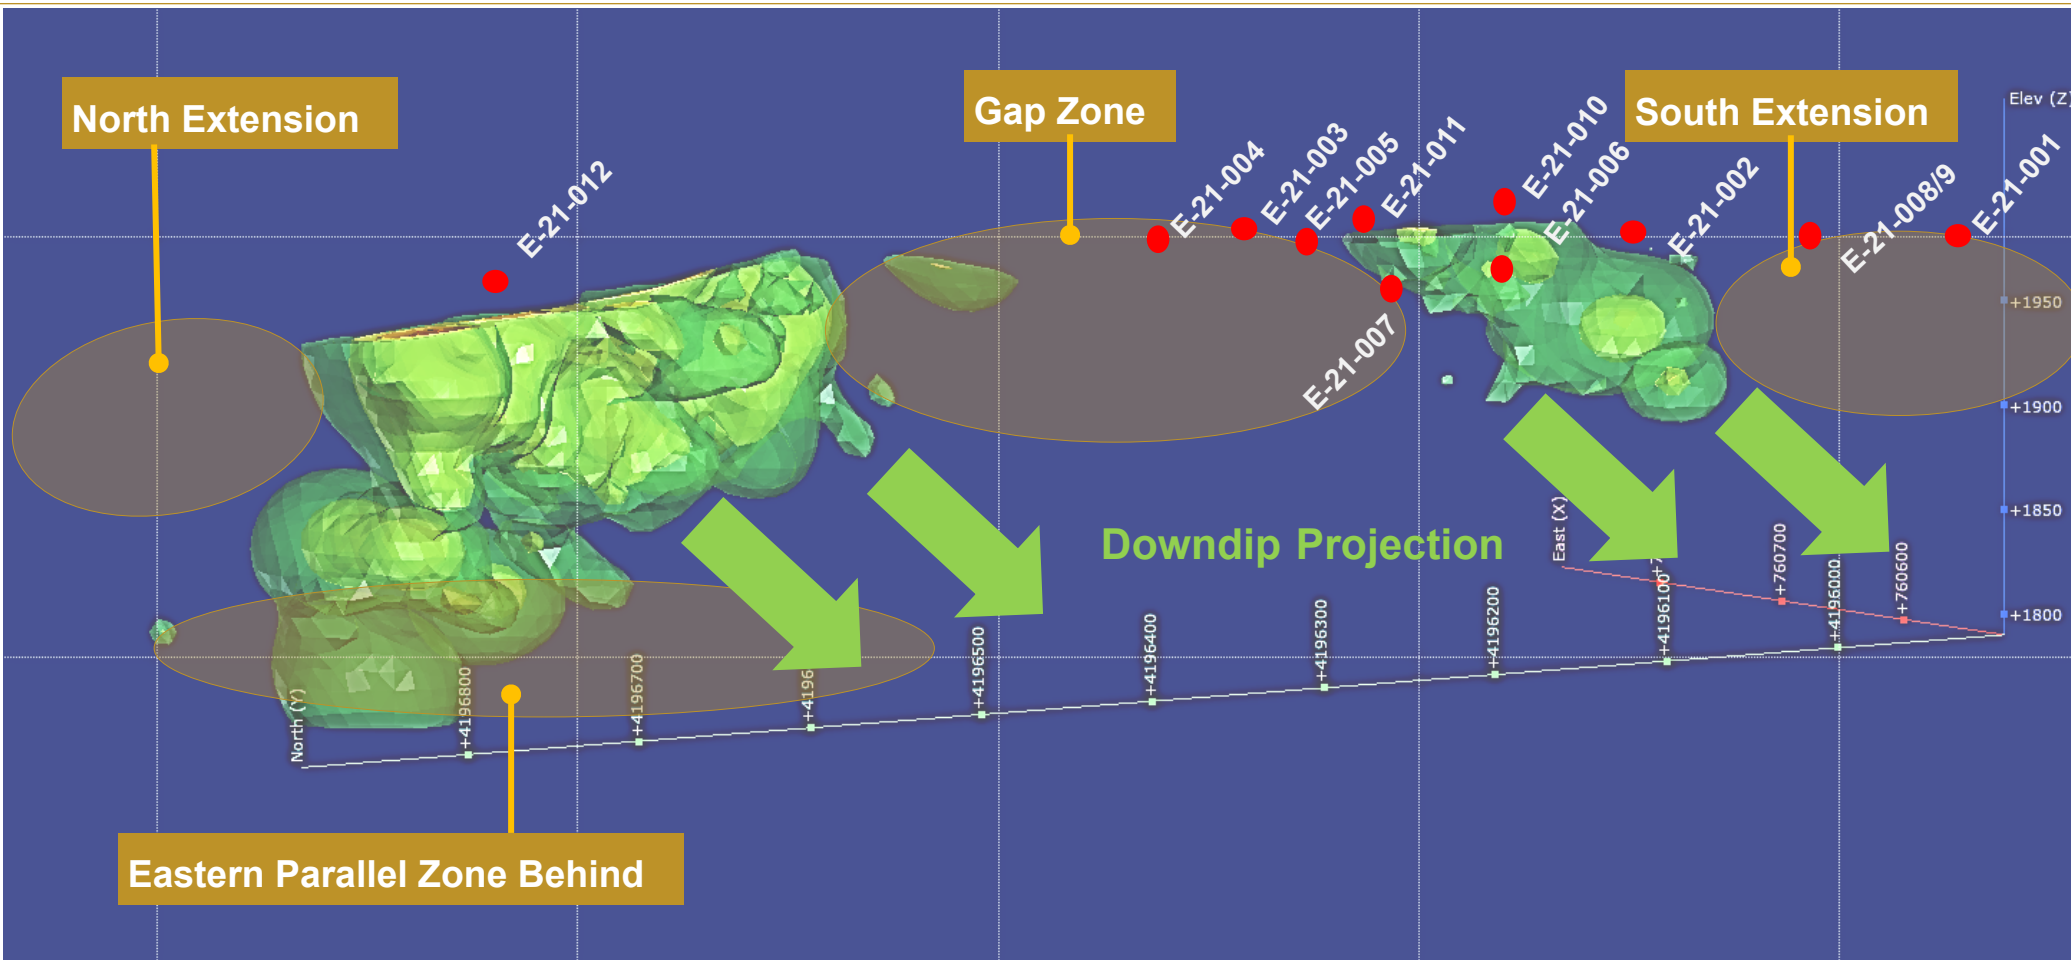 North Extension
Gap Zone
South Extension
Elev (Z)
E-21-012
E-21-004
E-21-003
E-21-005
E-21-011
E-21-010
E-21-006
E-21-002
E-21-008/9
E-21-001
E-21-007
+1950
+1900
+1850
+1800
Downdip Projection
East (X)
+760700
+760600
North (Y)
+4196800
+4196700
+4196
+4196500
+4196400
+4196300
+4196200
+4196100
+4196000
Eastern Parallel Zone Behind